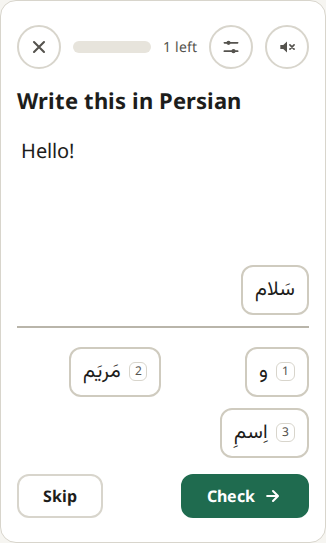 1 left
Write this in Persian
Hello!
سَلام
1 و
2 مَریَم
3 اِسمِ
Skip
Check →